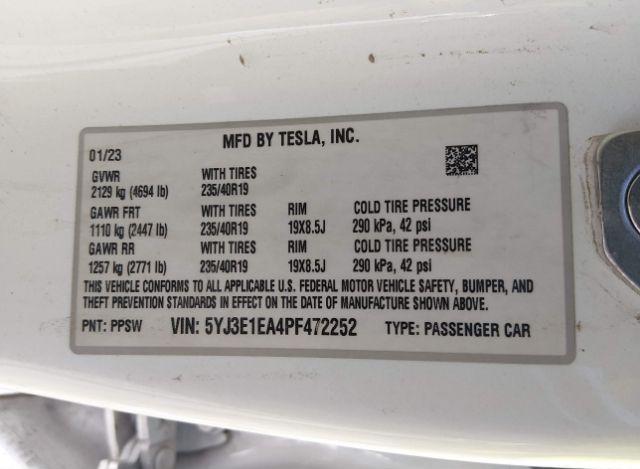 MFD BY TESLA, INC.
01/23
GVWR WITH TIRES
2129 kg (4694 lb) 235/40R19
GAWR FRT WITH TIRES RIM COLD TIRE PRESSURE
1110 kg (2447 lb) 235/40R19 19X8.5J 290 kPa, 42 psi
GAWR RR WITH TIRES RIM COLD TIRE PRESSURE
1257 kg (2771 lb) 235/40R19 19X8.5J 290 kPa, 42 psi
THIS VEHICLE CONFORMS TO ALL APPLICABLE U.S. FEDERAL MOTOR VEHICLE SAFETY, BUMPER, AND
THEFT PREVENTION STANDARDS IN EFFECT ON THE DATE OF MANUFACTURE SHOWN ABOVE.
PNT: PPSW VIN: 5YJ3E1EA4PF472252 TYPE: PASSENGER CAR